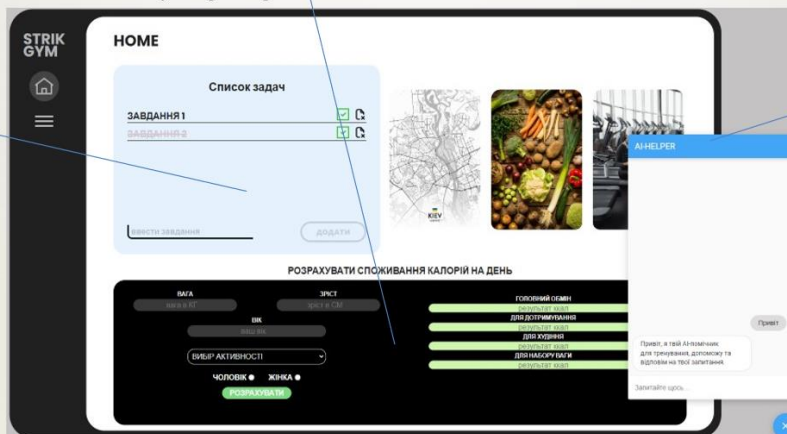 STRIK
GYM
HOME
Список задач
ЗАВДАННЯ 1
ЗАВДАННЯ 2
ввести завдання
ДОДАТИ
KIEV
AI-HELPER
Привіт
Привіт, я твій AI-помічник
для тренування, допоможу та
відповім на твої запитання.
Запитайте щось...
РОЗРАХУВАТИ СПОЖИВАННЯ КАЛОРІЙ НА ДЕНЬ
ВАГА
вага в КГ
ЗРІСТ
зріст в СМ
ВІК
ваш вік
ВИБІР АКТИВНОСТІ
ЧОЛОВІК
ЖІНКА
РОЗРАХУВАТИ
ГОЛОВНИЙ ОБМІН
результат ккал
ДЛЯ ДОТРИМУВАННЯ
результат ккал
ДЛЯ ХУДІННЯ
результат ккал
ДЛЯ НАБОРУ ВАГИ
результат ккал